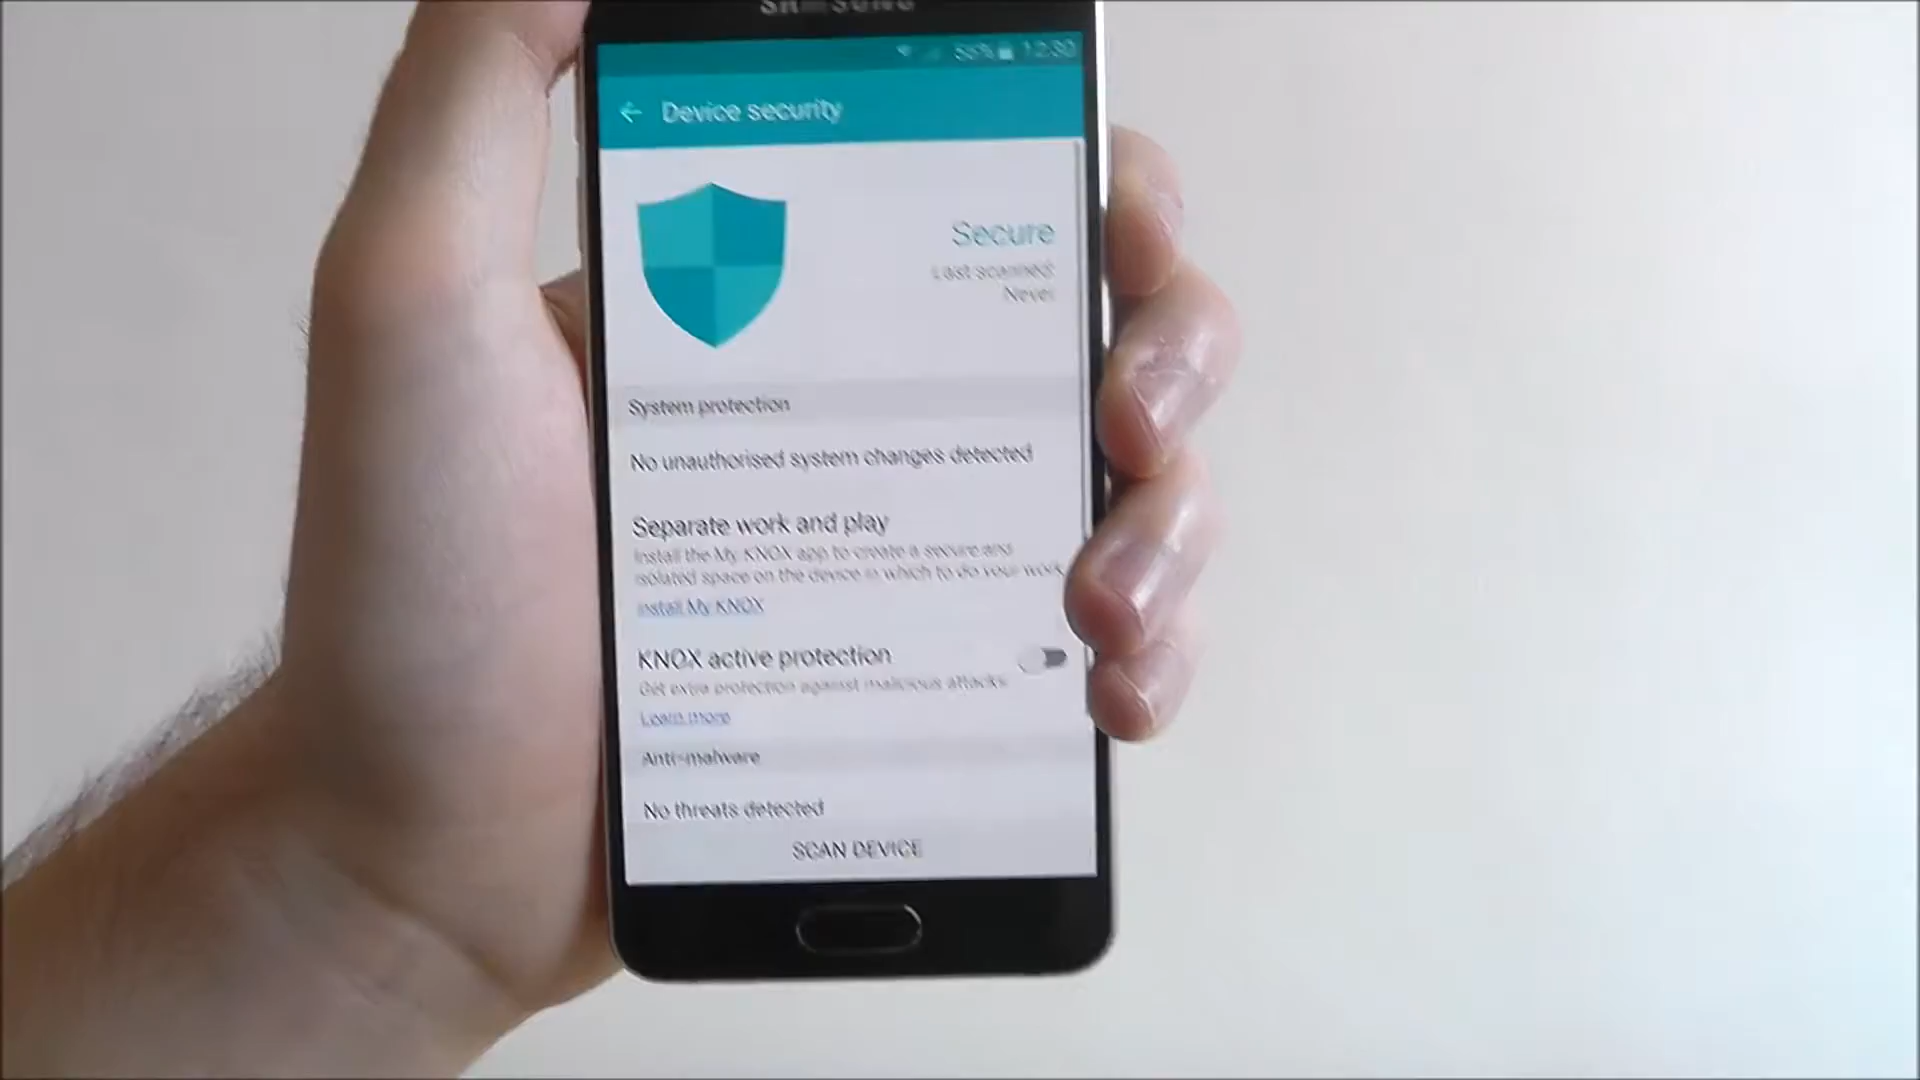 SAMSUNG
12:30
Device security
Secure
Last scanned:
Never
System protection
No unauthorised system changes detected
Separate work and play
Install the My KNOX app to create a secure and
isolated space on the device in which to do your work.
Install My KNOX
KNOX active protection
Get extra protection against malicious attacks.
Learn more
Anti-malware
No threats detected
SCAN DEVICE